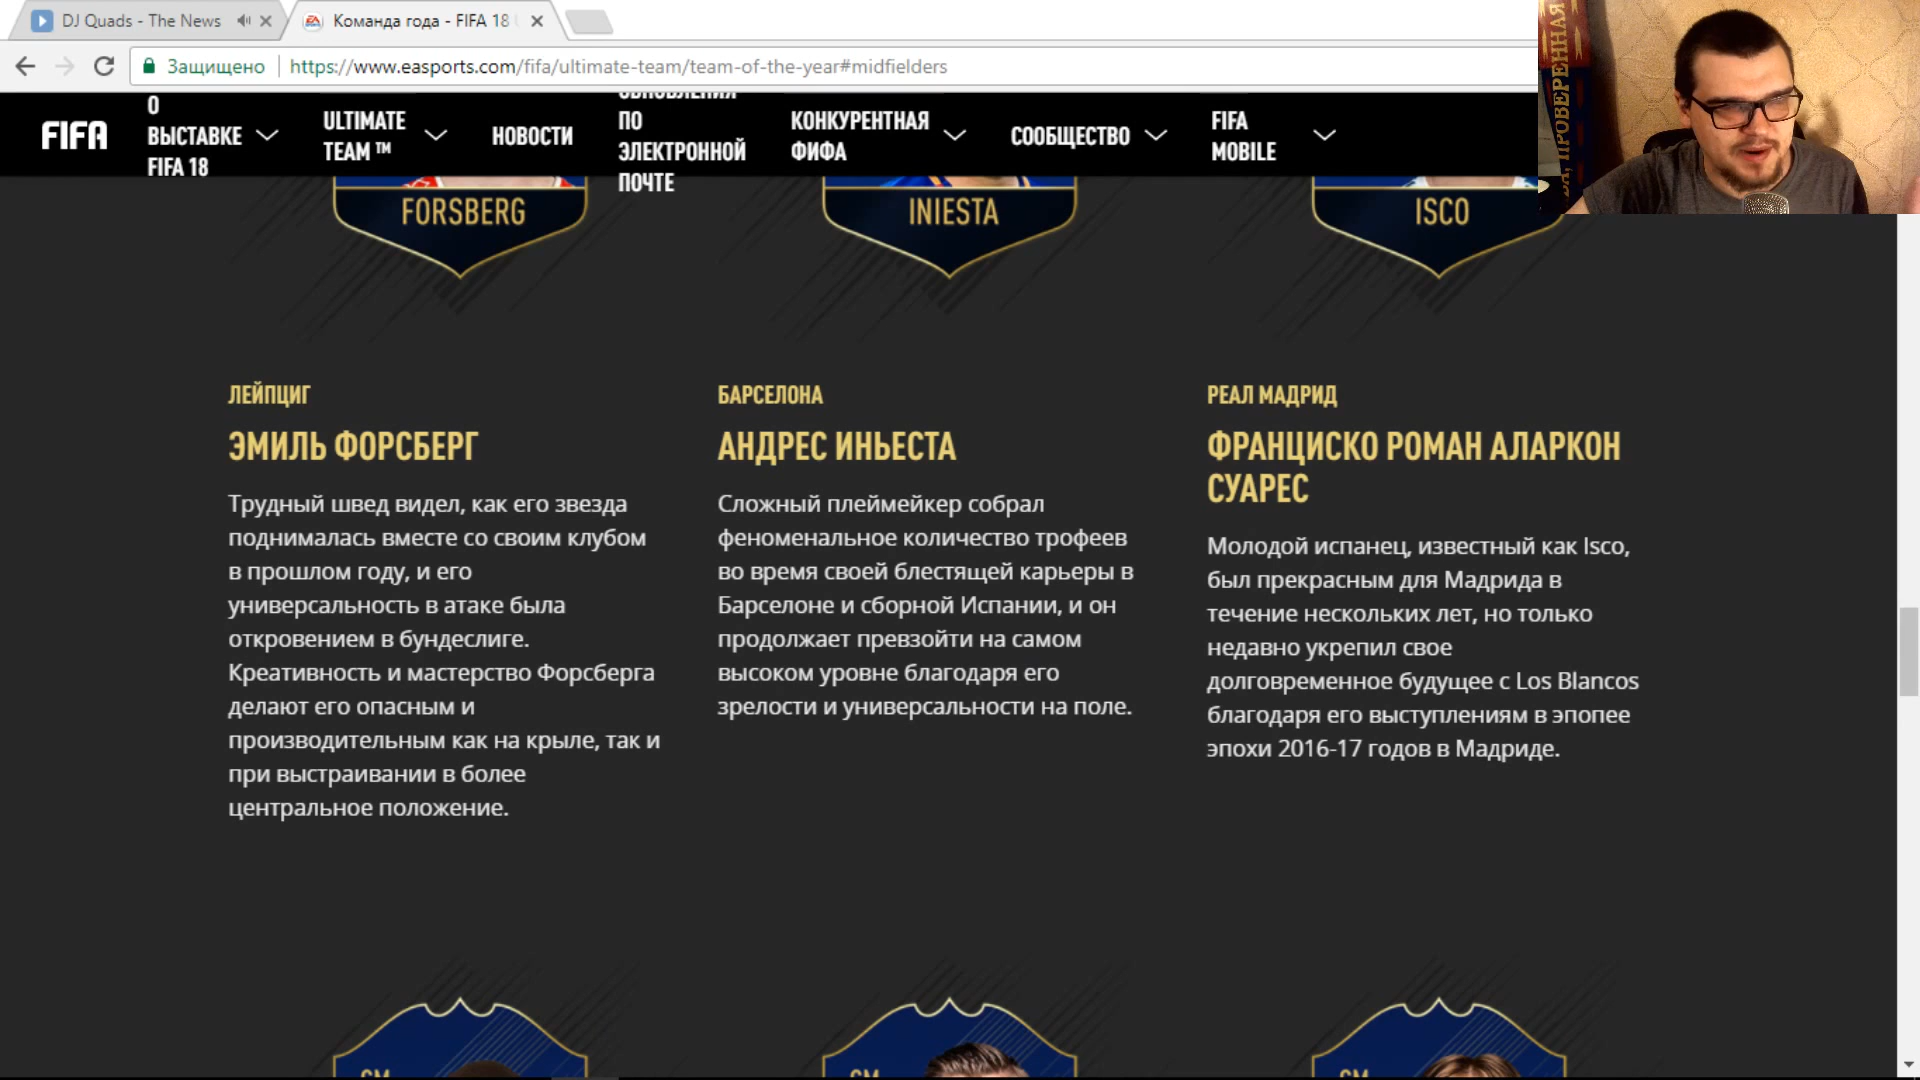 DJ Quads - The News
Команда года - FIFA 18
Защищено
https://www.easports.com/fifa/ultimate-team/team-of-the-year#midfielders
FIFA
О
ВЫСТАВКЕ
FIFA 18
ULTIMATE
TEAM ™
НОВОСТИ
ОБНОВЛЕНИЯ
ПО
ЭЛЕКТРОННОЙ
ПОЧТЕ
КОНКУРЕНТНАЯ
ФИФА
СООБЩЕСТВО
FIFA
MOBILE
ПРОВЕРЕННАЯ
FORSBERG
INIESTA
ISCO
ЛЕЙПЦИГ
ЭМИЛЬ ФОРСБЕРГ
Трудный швед видел, как его звезда
поднималась вместе со своим клубом
в прошлом году, и его
универсальность в атаке была
откровением в бундеслиге.
Креативность и мастерство Форсберга
делают его опасным и
производительным как на крыле, так и
при выстраивании в более
центральное положение.
БАРСЕЛОНА
АНДРЕС ИНЬЕСТА
Сложный плеймейкер собрал
феноменальное количество трофеев
во время своей блестящей карьеры в
Барселоне и сборной Испании, и он
продолжает превзойти на самом
высоком уровне благодаря его
зрелости и универсальности на поле.
РЕАЛ МАДРИД
ФРАНЦИСКО РОМАН АЛАРКОН
СУАРЕС
Молодой испанец, известный как Isco,
был прекрасным для Мадрида в
течение нескольких лет, но только
недавно укрепил свое
долговременное будущее с Los Blancos
благодаря его выступлениям в эпопее
эпохи 2016-17 годов в Мадриде.